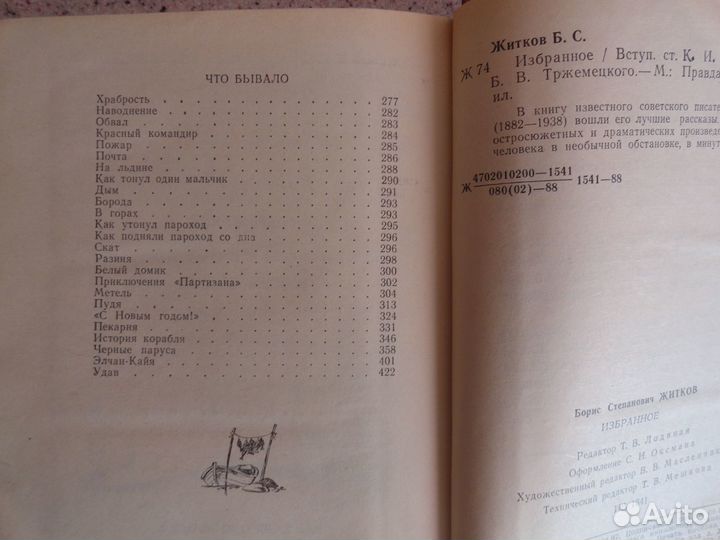 ЧТО БЫВАЛО
Храбрость 277
Наводнение 282
Обвал 283
Красный командир 284
Пожар 285
Почта 286
На льдине 288
Как тонул один мальчик 290
Дым 291
Борода 293
В горах 293
Как утонул пароход 295
Как подняли пароход со дна 296
Скат 296
Разиня 298
Белый домик 300
Приключения «Партизана» 302
Метель 304
Пудя 313
«С Новым годом!» 324
Пекарня 331
История корабля 346
Черные паруса 358
Элчан-Кайя 401
Удав 422
Житков Б. С.
Ж 74 Избранное / Вступ. ст. К. И.
Б. В. Тржемецкого.— М.: Правда
ил.
В книгу известного советского писате
(1882—1938) вошли его лучшие рассказы.
остросюжетных и драматических произвед
человека в необычной обстановке, в минут
Ж 4702010200—1541
080(02)—88 1541—88
Борис Степанович ЖИТКОВ
ИЗБРАННОЕ
Редактор Т. В.
Оформление С. И. Оксмана
Художественный редактор В. В. Масленник
Технический редактор Т. В. Мешкова
Avito